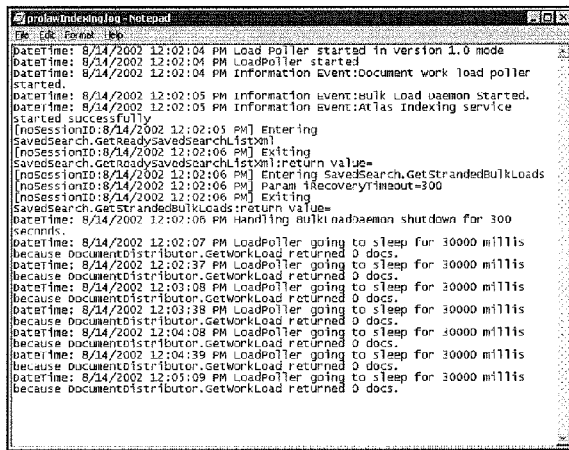 prolawIndexing.log - Notepad
File Edit Format Help
DateTime: 8/14/2002 12:02:04 PM Load Poller started in version 1.0 mode
DateTime: 8/14/2002 12:02:04 PM LoadPoller started
DateTime: 8/14/2002 12:02:04 PM Information Event:Document work load poller
started.
DateTime: 8/14/2002 12:02:05 PM Information Event:Bulk Load Daemon Started.
DateTime: 8/14/2002 12:02:05 PM Information Event:Atlas Indexing service
started successfully
[noSessionID:8/14/2002 12:02:05 PM] Entering
SavedSearch.GetReadySavedSearchListXml
[noSessionID:8/14/2002 12:02:06 PM] Exiting
SavedSearch.GetReadySavedSearchListXml:return value=
[noSessionID:8/14/2002 12:02:06 PM] Entering SavedSearch.GetStrandedBulkLoads
[noSessionID:8/14/2002 12:02:06 PM] Param iRecoveryTimeout=300
[noSessionID:8/14/2002 12:02:06 PM] Exiting
SavedSearch.GetStrandedBulkLoads:return value=
DateTime: 8/14/2002 12:02:06 PM Handling BulkLoadDaemon shutdown for 300
seconds.
DateTime: 8/14/2002 12:02:07 PM LoadPoller going to sleep for 30000 millis
because DocumentDistributor.GetWorkLoad returned 0 docs.
DateTime: 8/14/2002 12:02:37 PM LoadPoller going to sleep for 30000 millis
because DocumentDistributor.GetWorkLoad returned 0 docs.
DateTime: 8/14/2002 12:03:08 PM LoadPoller going to sleep for 30000 millis
because DocumentDistributor.GetWorkLoad returned 0 docs.
DateTime: 8/14/2002 12:03:38 PM LoadPoller going to sleep for 30000 millis
because DocumentDistributor.GetWorkLoad returned 0 docs.
DateTime: 8/14/2002 12:04:08 PM LoadPoller going to sleep for 30000 millis
because DocumentDistributor.GetWorkLoad returned 0 docs.
DateTime: 8/14/2002 12:04:39 PM LoadPoller going to sleep for 30000 millis
because DocumentDistributor.GetWorkLoad returned 0 docs.
DateTime: 8/14/2002 12:05:09 PM LoadPoller going to sleep for 30000 millis
because DocumentDistributor.GetWorkLoad returned 0 docs.